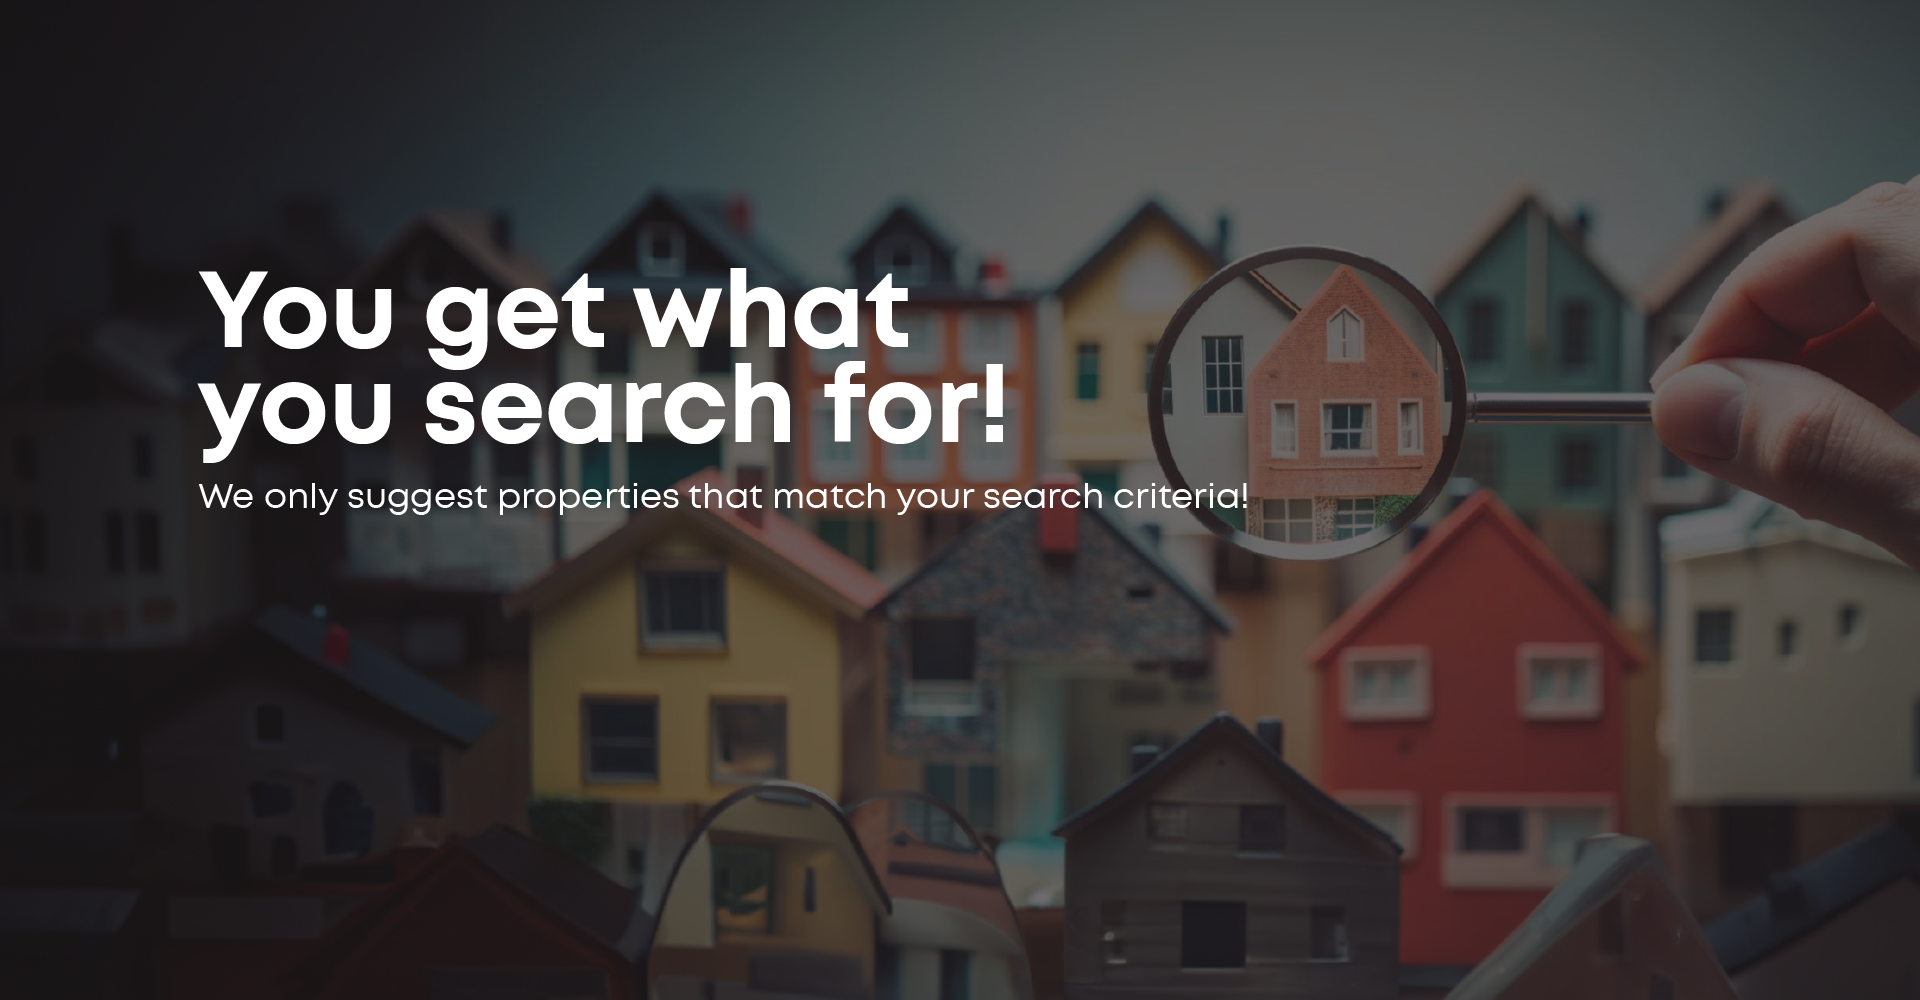 You get what
you search for!
We only suggest properties that match your search criteria!